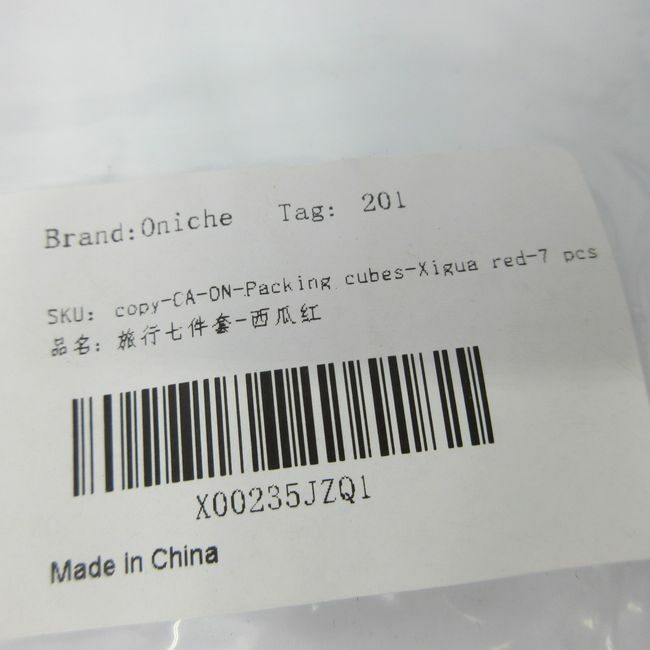 Brand:Oniche Tag: 201
SKU: copy-CA-ON-Packing cubes-Xigua red-7 pcs
品名: 旅行七件套-西瓜红
X00235JZQ1
Made in China